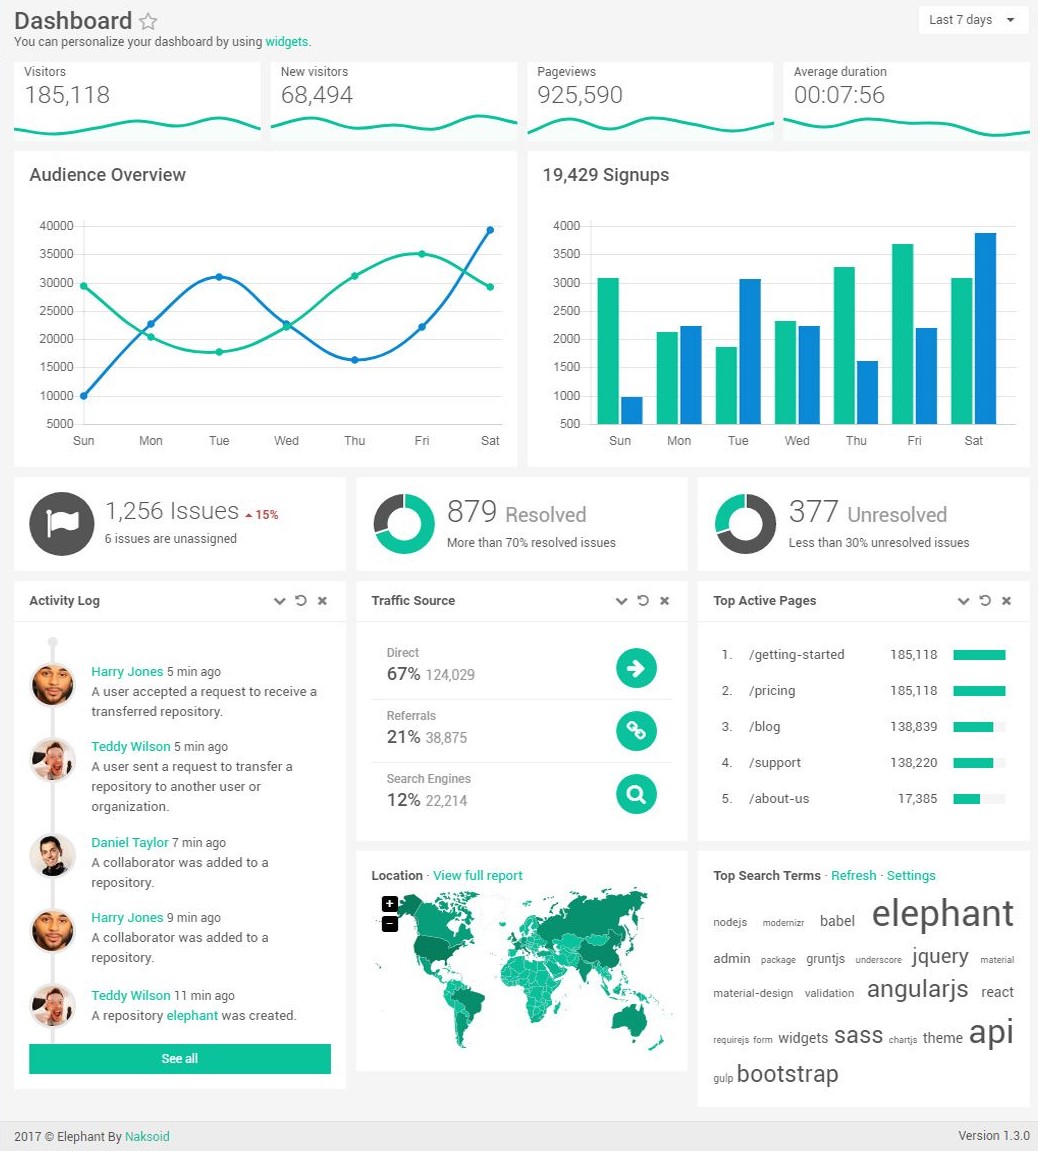 Dashboard
You can personalize your dashboard by using widgets.
Last 7 days
Visitors
185,118
New visitors
68,494
Pageviews
925,590
Average duration
00:07:56
Audience Overview
40000
35000
30000
25000
20000
15000
10000
5000
Sun Mon Tue Wed Thu Fri Sat
19,429 Signups
4000
3500
3000
2500
2000
1500
1000
500
Sun Mon Tue Wed Thu Fri Sat
1,256 Issues 15%
6 issues are unassigned
879 Resolved
More than 70% resolved issues
377 Unresolved
Less than 30% unresolved issues
Activity Log
Harry Jones 5 min ago
A user accepted a request to receive a
transferred repository.
Teddy Wilson 5 min ago
A user sent a request to transfer a
repository to another user or
organization.
Daniel Taylor 7 min ago
A collaborator was added to a
repository.
Harry Jones 9 min ago
A collaborator was added to a
repository.
Teddy Wilson 11 min ago
A repository elephant was created.
See all
Traffic Source
Direct
67% 124,029
Referrals
21% 38,875
Search Engines
12% 22,214
Top Active Pages
1. /getting-started 185,118
2. /pricing 185,118
3. /blog 138,839
4. /support 138,220
5. /about-us 17,385
Location · View full report
+
−
Top Search Terms · Refresh · Settings
nodejs modernizr babel elephant
admin package gruntjs underscore jquery material
material-design validation angularjs react
requirejs form widgets sass chartjs theme api
gulp bootstrap
2017 © Elephant By Naksoid
Version 1.3.0